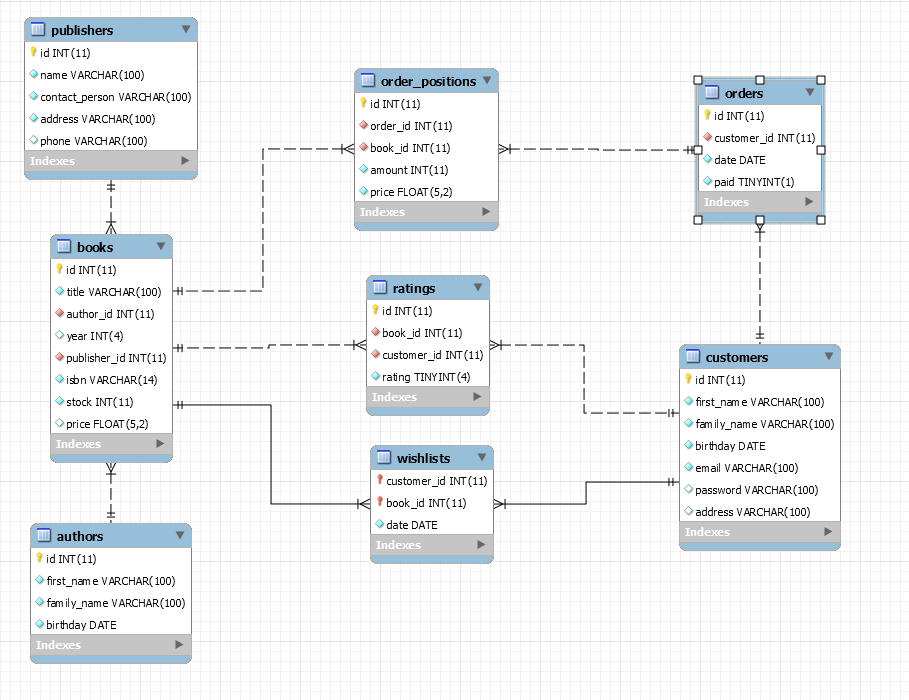 publishers
id INT(11)
name VARCHAR(100)
contact_person VARCHAR(100)
address VARCHAR(100)
phone VARCHAR(100)
Indexes
order_positions
id INT(11)
order_id INT(11)
book_id INT(11)
amount INT(11)
price FLOAT(5,2)
Indexes
orders
id INT(11)
customer_id INT(11)
date DATE
paid TINYINT(1)
Indexes
books
id INT(11)
title VARCHAR(100)
author_id INT(11)
year INT(4)
publisher_id INT(11)
isbn VARCHAR(14)
stock INT(11)
price FLOAT(5,2)
Indexes
ratings
id INT(11)
book_id INT(11)
customer_id INT(11)
rating TINYINT(4)
Indexes
customers
id INT(11)
first_name VARCHAR(100)
family_name VARCHAR(100)
birthday DATE
email VARCHAR(100)
password VARCHAR(100)
address VARCHAR(100)
Indexes
wishlists
customer_id INT(11)
book_id INT(11)
date DATE
Indexes
authors
id INT(11)
first_name VARCHAR(100)
family_name VARCHAR(100)
birthday DATE
Indexes